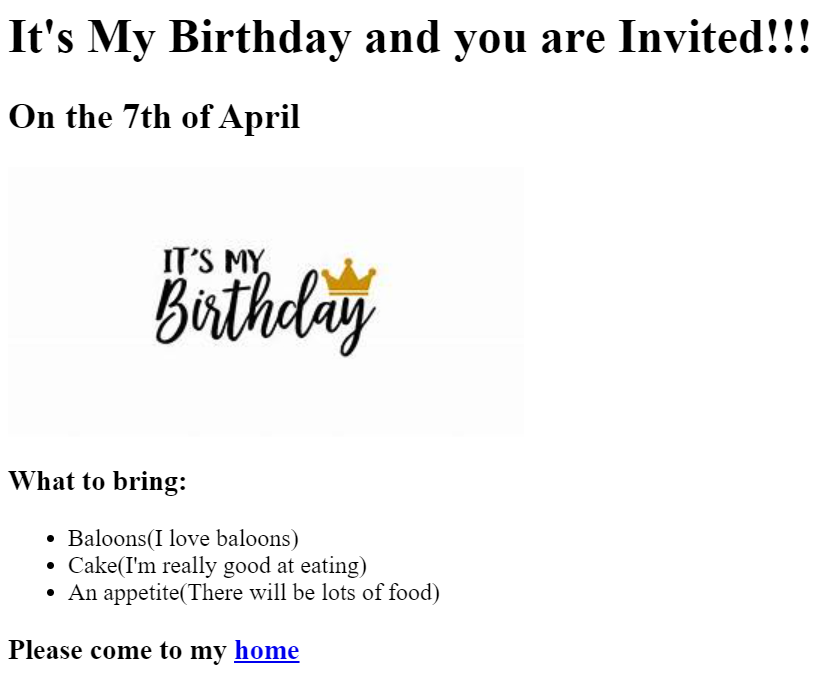 It's My Birthday and you are Invited!!!
On the 7th of April
IT'S MY
Birthday
What to bring:
Baloons(I love baloons)
Cake(I'm really good at eating)
An appetite(There will be lots of food)
Please come to my home